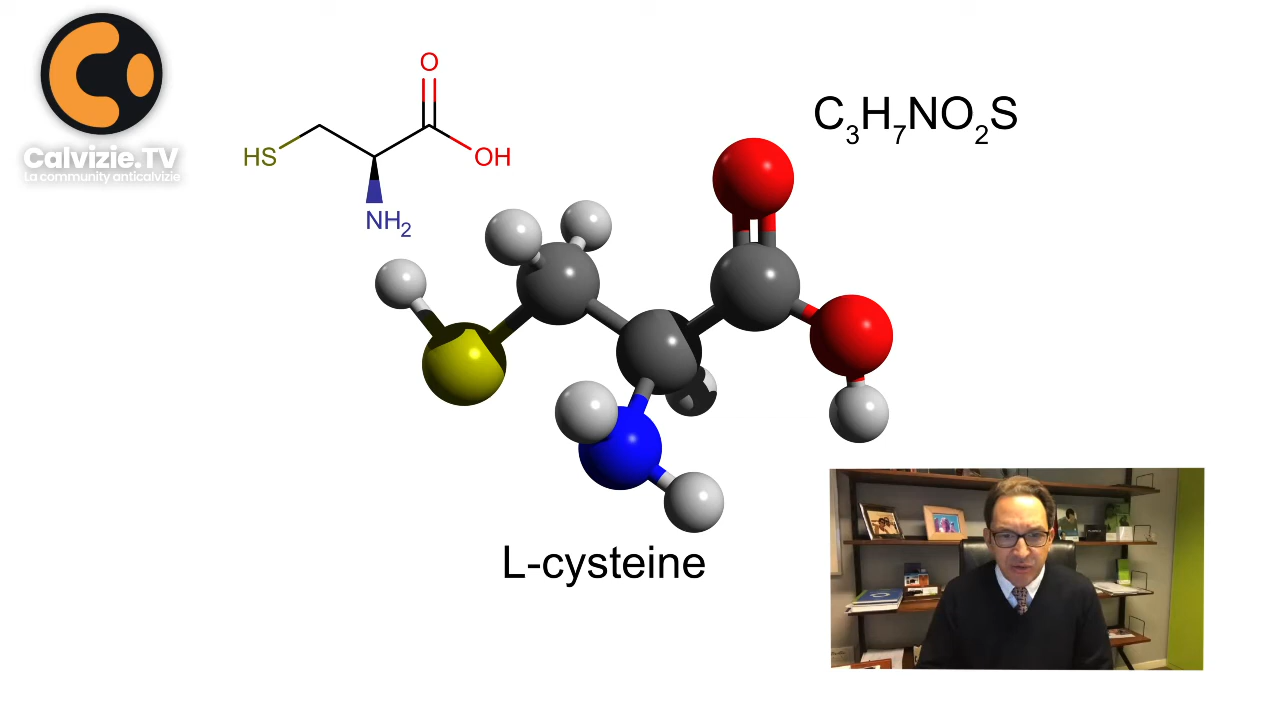 Calvizie.TV
La community anticalvizie
O
HS
OH
NH₂
C₃H₇NO₂S
L-cysteine